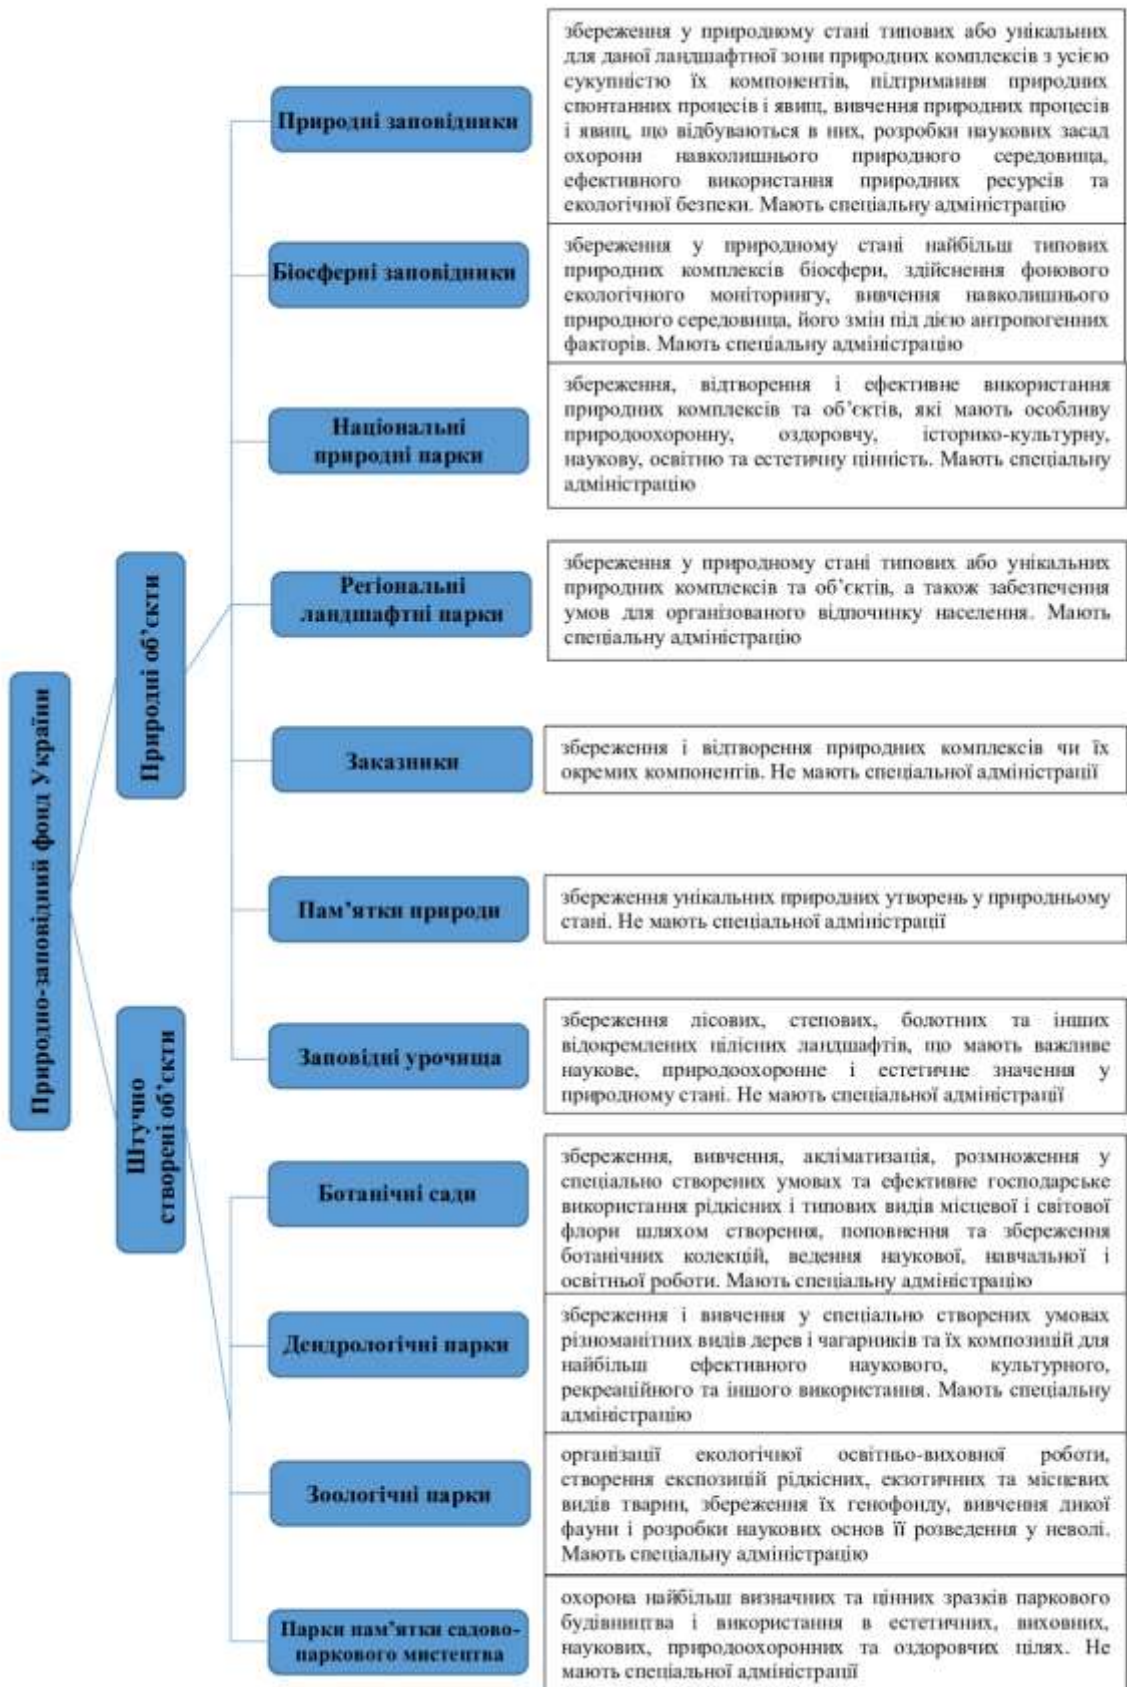 Природно-заповідний фонд України
Природні об’єкти
Природні заповідники
збереження у природному стані типових або унікальних
для даної ландшафтної зони природних комплексів з усією
сукупністю їх компонентів, підтримання природних
спонтанних процесів і явищ, вивчення природних процесів
і явищ, що відбуваються в них, розробки наукових засад
охорони навколишнього природного середовища,
ефективного використання природних ресурсів та
екологічної безпеки. Мають спеціальну адміністрацію
Біосферні заповідники
збереження у природному стані найбільш типових
природних комплексів біосфери, здійснення фонового
екологічного моніторингу, вивчення навколишнього
природного середовища, його змін під дією антропогенних
факторів. Мають спеціальну адміністрацію
Національні
природні парки
збереження, відтворення і ефективне використання
природних комплексів та об’єктів, які мають особливу
природоохоронну, оздоровчу, історико-культурну,
наукову, освітню та естетичну цінність. Мають спеціальну
адміністрацію
Регіональні
ландшафтні парки
збереження у природному стані типових або унікальних
природних комплексів та об’єктів, а також забезпечення
умов для організованого відпочинку населення. Мають
спеціальну адміністрацію
Заказники
збереження і відтворення природних комплексів чи їх
окремих компонентів. Не мають спеціальної адміністрації
Пам’ятки природи
збереження унікальних природних утворень у природньому
стані. Не мають спеціальної адміністрації
Заповідні урочища
збереження лісових, степових, болотних та інших
відокремлених цілісних ландшафтів, що мають важливе
наукове, природоохоронне і естетичне значення у
природному стані. Не мають спеціальної адміністрації
Штучно
створені об’єкти
Ботанічні сади
збереження, вивчення, акліматизація, розмноження у
спеціально створених умовах та ефективне господарське
використання рідкісних і типових видів місцевої і світової
флори шляхом створення, поповнення та збереження
ботанічних колекцій, ведення наукової, навчальної і
освітньої роботи. Мають спеціальну адміністрацію
Дендрологічні парки
збереження і вивчення у спеціально створених умовах
різноманітних видів дерев і чагарників та їх композицій для
найбільш ефективного наукового, культурного,
рекреаційного та іншого використання. Мають спеціальну
адміністрацію
Зоологічні парки
організації екологічної освітньо-виховної роботи,
створення експозицій рідкісних, екзотичних та місцевих
видів тварин, збереження їх генофонду, вивчення дикої
фауни і розробки наукових основ її розведення у неволі.
Мають спеціальну адміністрацію
Парки пам’ятки садово-
паркового мистецтва
охорона найбільш визначних та цінних зразків паркового
будівництва і використання в естетичних, виховних,
наукових, природоохоронних та оздоровчих цілях. Не
мають спеціальної адміністрації